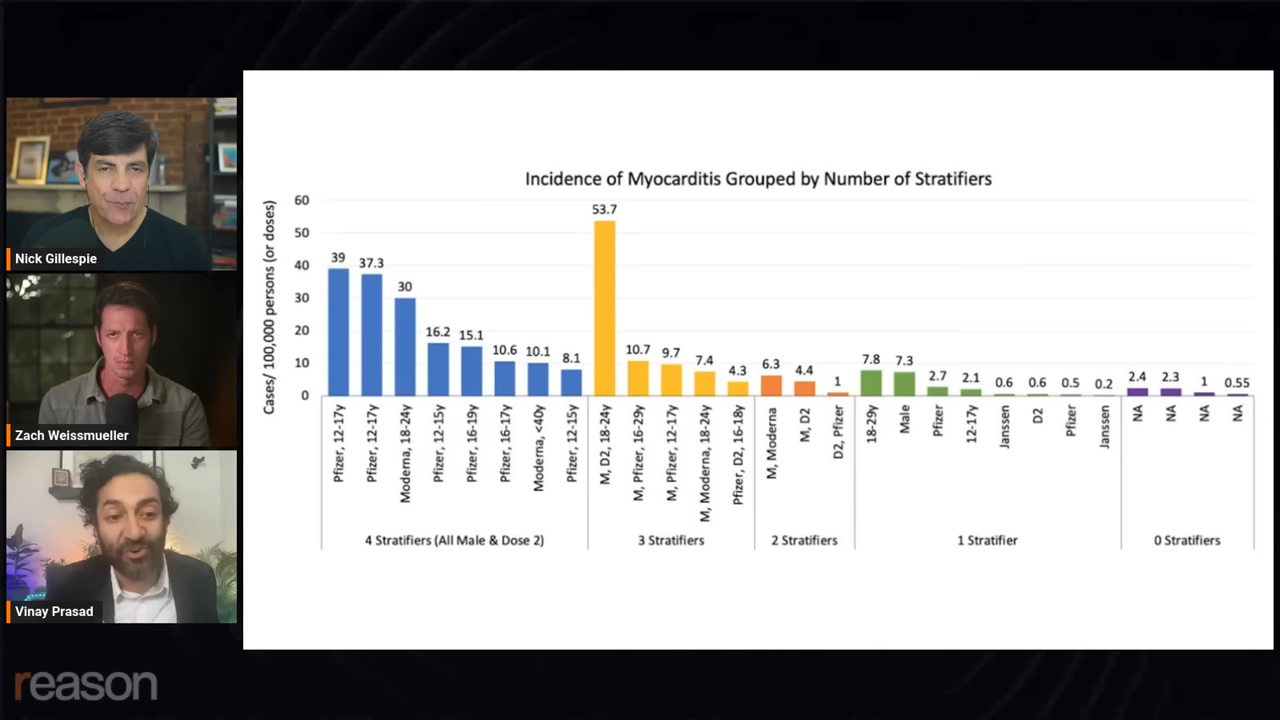 Nick Gillespie
Zach Weissmueller
Vinay Prasad
reason
Incidence of Myocarditis Grouped by Number of Stratifiers
Cases/ 100,000 persons (or doses)
60
50
40
30
20
10
0
39
37.3
30
16.2
15.1
10.6
10.1
8.1
53.7
10.7
9.7
7.4
4.3
6.3
4.4
1
7.8
7.3
2.7
2.1
0.6
0.6
0.5
0.2
2.4
2.3
1
0.55
Pfizer, 12-17y
Pfizer, 12-17y
Moderna, 18-24y
Pfizer, 12-15y
Pfizer, 16-19y
Pfizer, 16-17y
Moderna, <40y
Pfizer, 12-15y
M, D2, 18-24y
M, Pfizer, 16-29y
M, Pfizer, 12-17y
M, Moderna, 18-24y
Pfizer, D2, 16-18y
M, Moderna
M, D2
D2, Pfizer
18-29y
Male
Pfizer
12-17y
Janssen
D2
Pfizer
Janssen
NA
NA
NA
NA
4 Stratifiers (All Male & Dose 2)
3 Stratifiers
2 Stratifiers
1 Stratifier
0 Stratifiers